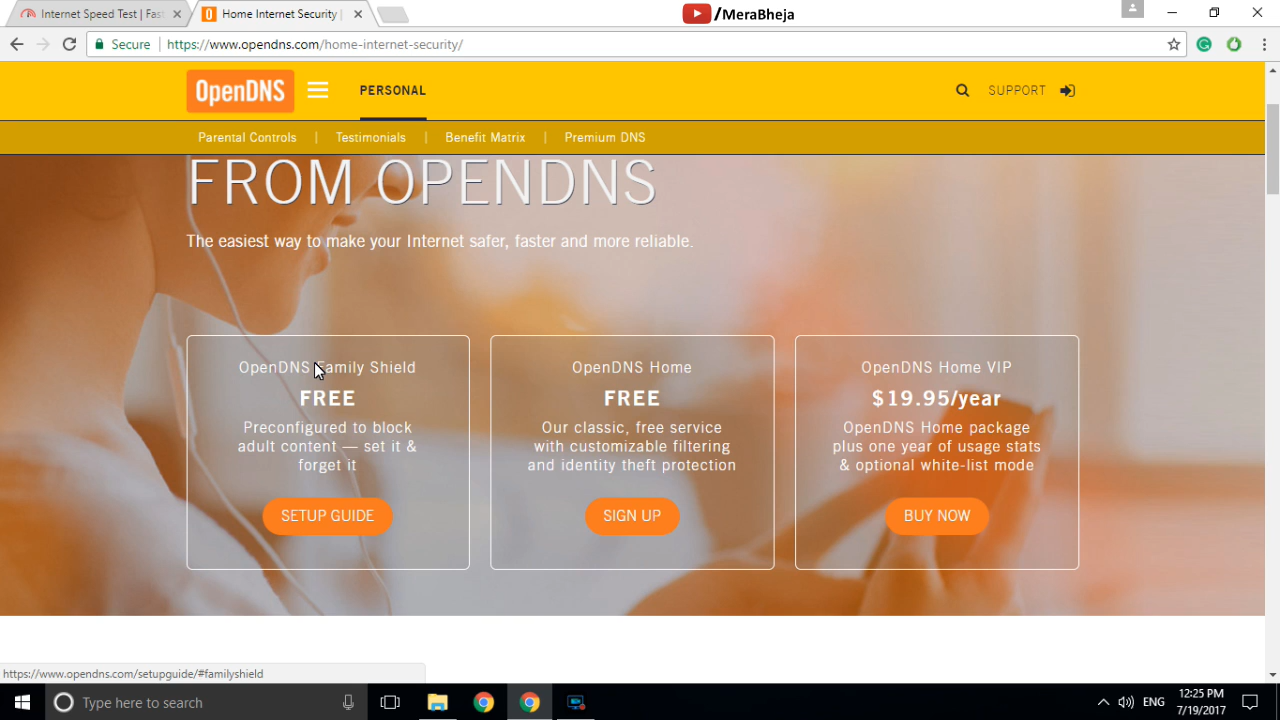 Internet Speed Test | Fast
Home Internet Security |
/MeraBheja
Secure
https://www.opendns.com/home-internet-security/
OpenDNS
PERSONAL
SUPPORT
Parental Controls | Testimonials | Benefit Matrix | Premium DNS
FROM OPENDNS
The easiest way to make your Internet safer, faster and more reliable.
OpenDNS Family Shield
FREE
Preconfigured to block
adult content — set it &
forget it
SETUP GUIDE
OpenDNS Home
FREE
Our classic, free service
with customizable filtering
and identity theft protection
SIGN UP
OpenDNS Home VIP
$19.95/year
OpenDNS Home package
plus one year of usage stats
& optional white-list mode
BUY NOW
https://www.opendns.com/setupguide/#familyshield
Type here to search
ENG
12:25 PM
7/19/2017